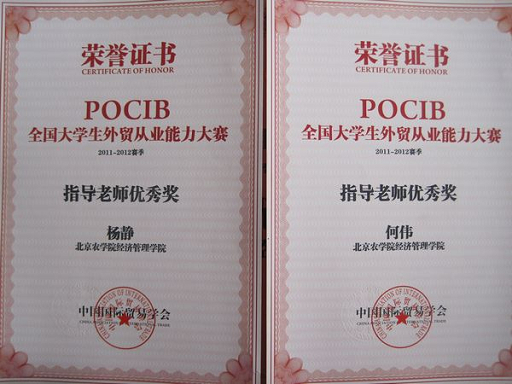 荣誉证书
CERTIFICATE OF HONOR
POCIB
全国大学生外贸从业能力大赛
2011-2012赛季
指导老师优秀奖
杨静
北京农学院经济管理学院
中国国际贸易学会
荣誉证书
CERTIFICATE OF HONOR
POCIB
全国大学生外贸从业能力大赛
2011-2012赛季
指导老师优秀奖
何伟
北京农学院经济管理学院
中国国际贸易学会